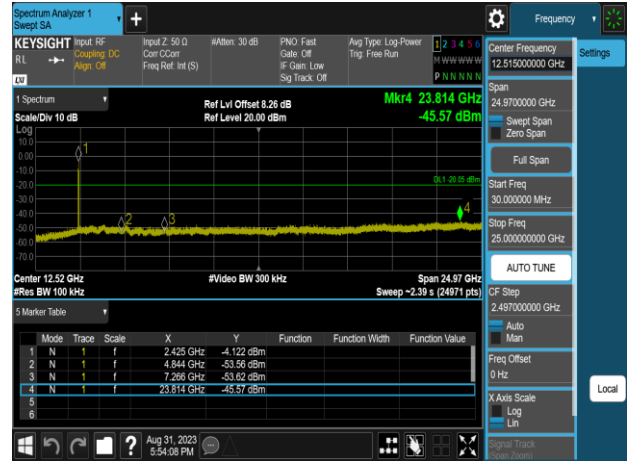 Spectrum Analyzer 1
Swept SA
+
Frequency
KEYSIGHT
RL
LXI
Input: RF
Coupling: DC
Align: Off
Input Z: 50 Ω
Corr CCorr
Freq Ref: Int (S)
#Atten: 30 dB
PNO: Fast
Gate: Off
IF Gain: Low
Sig Track: Off
Avg Type: Log-Power
Trig: Free Run
1 2 3 4 5 6
M W W W W W
P N N N N N
1 Spectrum
Scale/Div 10 dB
Ref Lvl Offset 8.26 dB
Ref Level 20.00 dBm
Mkr4 23.814 GHz
-45.57 dBm
Log
10.0
0.00
-10.0
-20.0
-30.0
-40.0
-50.0
-60.0
-70.0
1
2
3
4
DL1 -20.05 dBm
Center 12.52 GHz
#Res BW 100 kHz
#Video BW 300 kHz
Span 24.97 GHz
Sweep ~2.39 s (24971 pts)
5 Marker Table
Mode Trace Scale X Y Function Function Width Function Value
1 N 1 f 2.425 GHz -4.122 dBm
2 N 1 f 4.844 GHz -53.56 dBm
3 N 1 f 7.266 GHz -53.62 dBm
4 N 1 f 23.814 GHz -45.57 dBm
5
6
?
Aug 31, 2023
5:54:08 PM
Center Frequency
12.515000000 GHz
Settings
Span
24.9700000 GHz
Swept Span
Zero Span
Full Span
Start Freq
30.000000 MHz
Stop Freq
25.000000000 GHz
AUTO TUNE
CF Step
2.497000000 GHz
Auto
Man
Freq Offset
0 Hz
X Axis Scale
Log
Lin
Local
Signal Track
(Span Zoom)